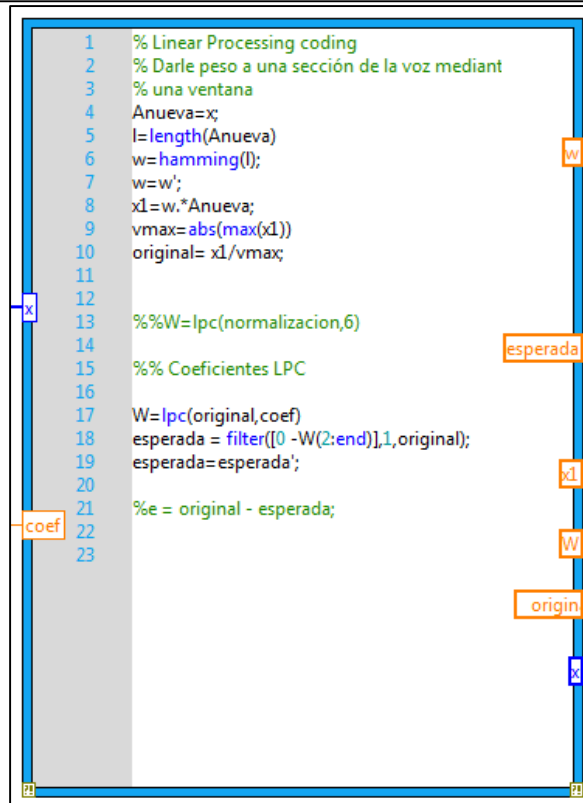 1 % Linear Processing coding
2 % Darle peso a una sección de la voz mediant
3 % una ventana
4 Anueva=x;
5 l=length(Anueva)
6 w=hamming(l);
w
7 w=w';
8 x1=w.*Anueva;
9 vmax=abs(max(x1))
10 original= x1/vmax;
11
12
x
13 %%W=lpc(normalizacion,6)
14
esperada
15 %% Coeficientes LPC
16
17 W=lpc(original,coef)
18 esperada = filter([0 -W(2:end)],1,original);
19 esperada=esperada';
x1
20
21 %e = original - esperada;
coef
22
W
23
origin
x